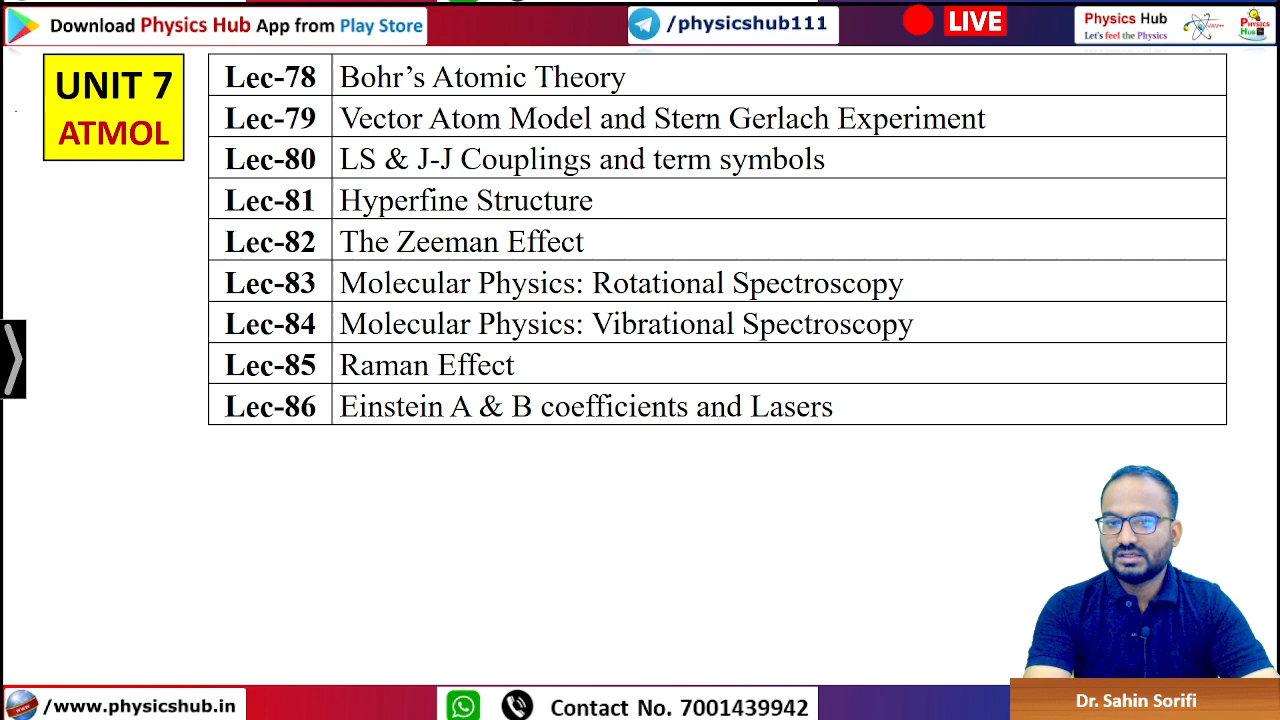 Download Physics Hub App from Play Store
/physicshub111
LIVE
Physics Hub
Let's feel the Physics
PHYSICS
HUB
UNIT 7
ATMOL
Lec-78 Bohr’s Atomic Theory
Lec-79 Vector Atom Model and Stern Gerlach Experiment
Lec-80 LS & J-J Couplings and term symbols
Lec-81 Hyperfine Structure
Lec-82 The Zeeman Effect
Lec-83 Molecular Physics: Rotational Spectroscopy
Lec-84 Molecular Physics: Vibrational Spectroscopy
Lec-85 Raman Effect
Lec-86 Einstein A & B coefficients and Lasers
Dr. Sahin Sorifi
/www.physicshub.in
Contact No. 7001439942